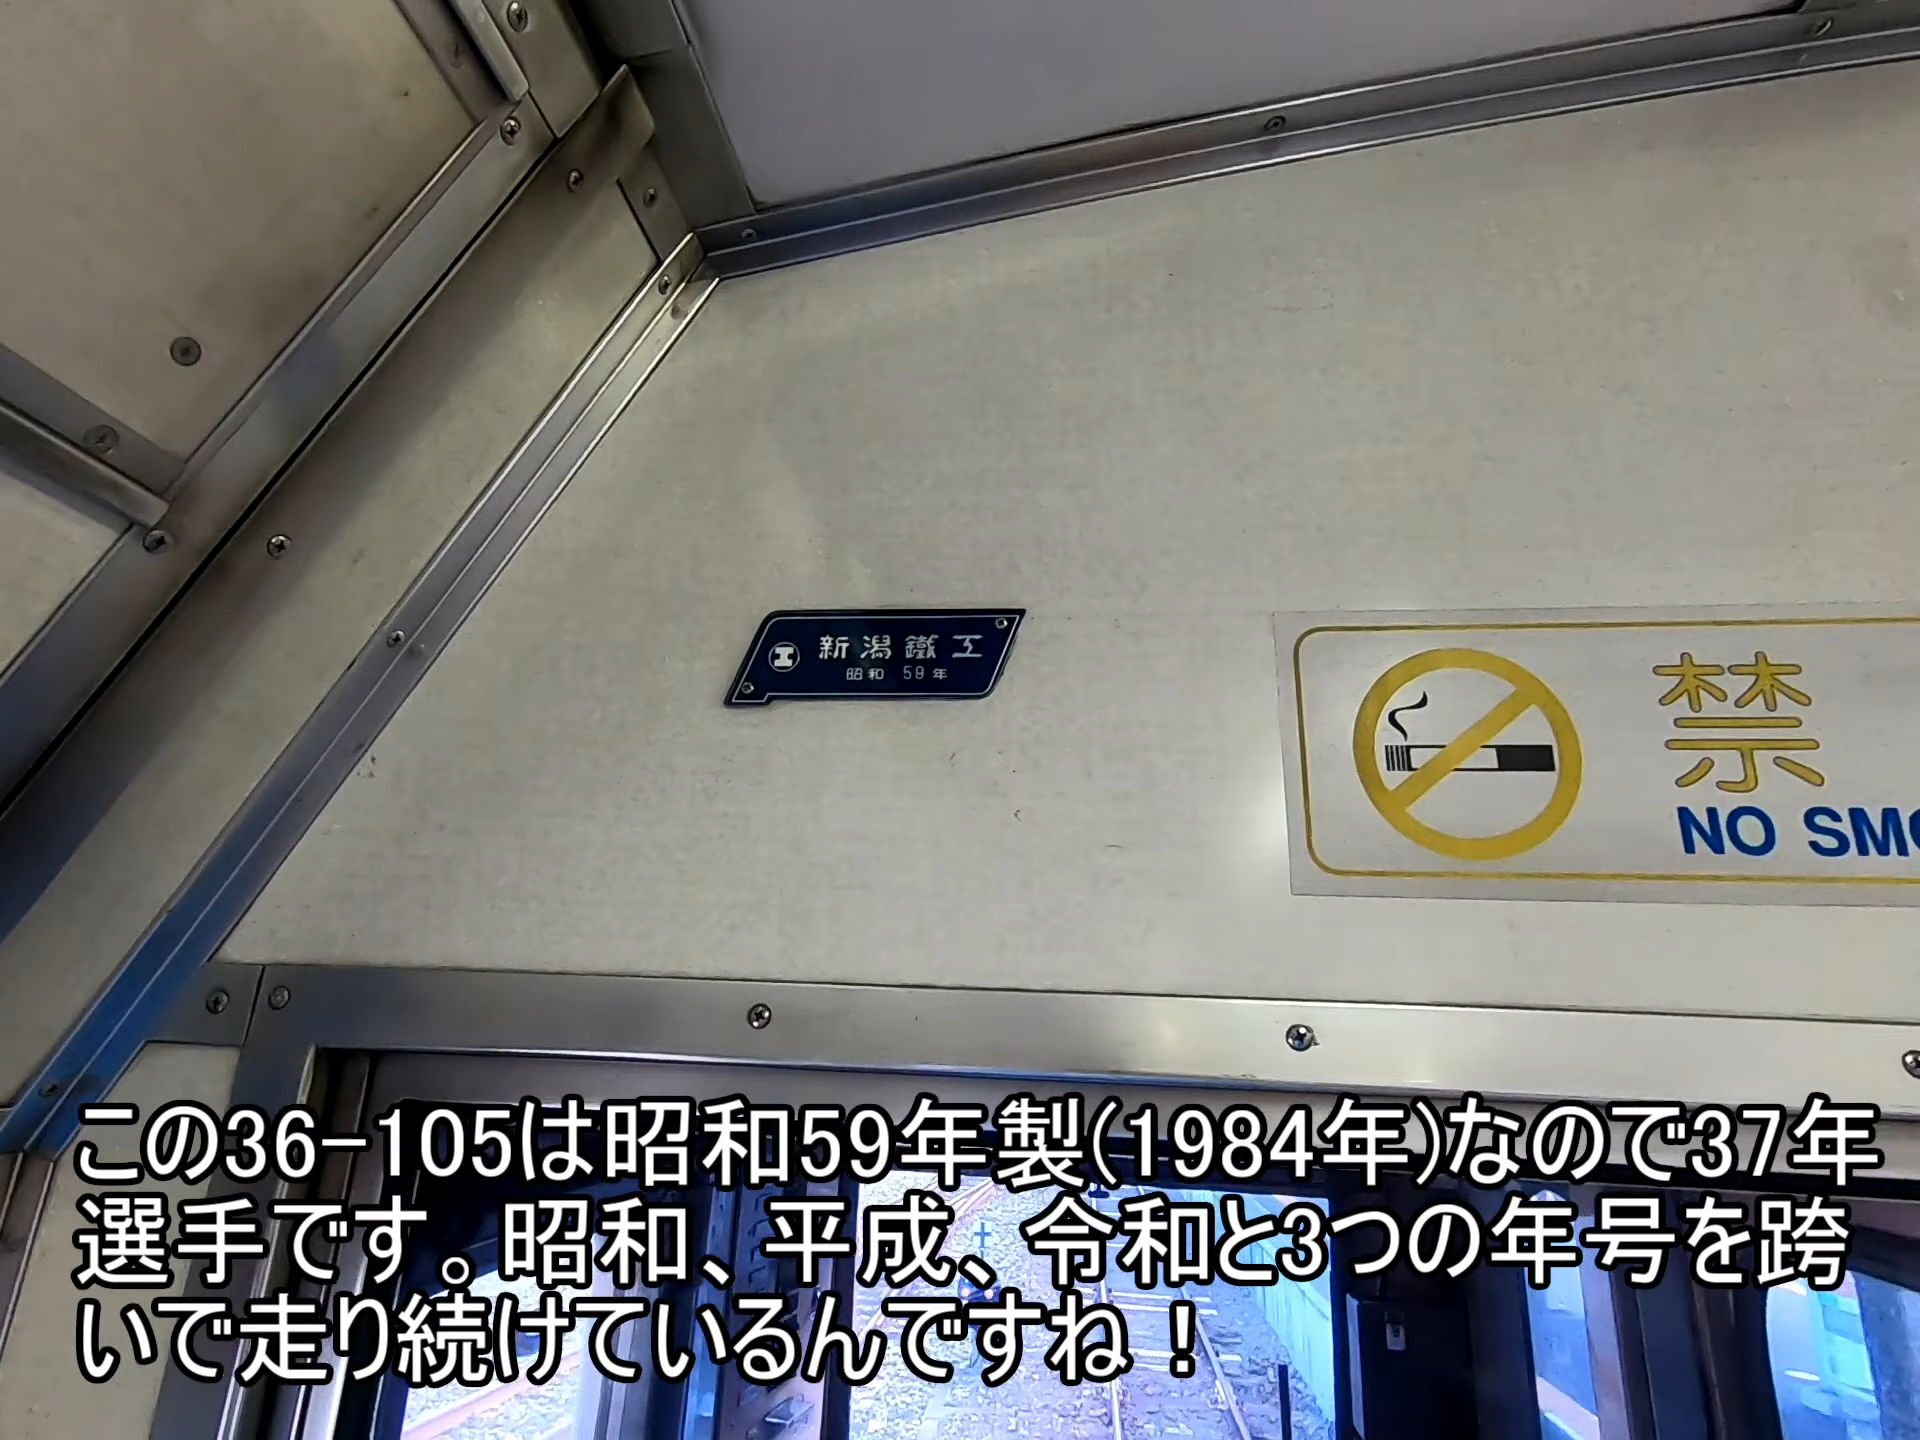 新潟鐵工
昭和 59年
禁
NO SMO
この36-105は昭和59年製(1984年)なので37年
選手です。昭和、平成、令和と3つの年号を跨
いで走り続けているんですね！